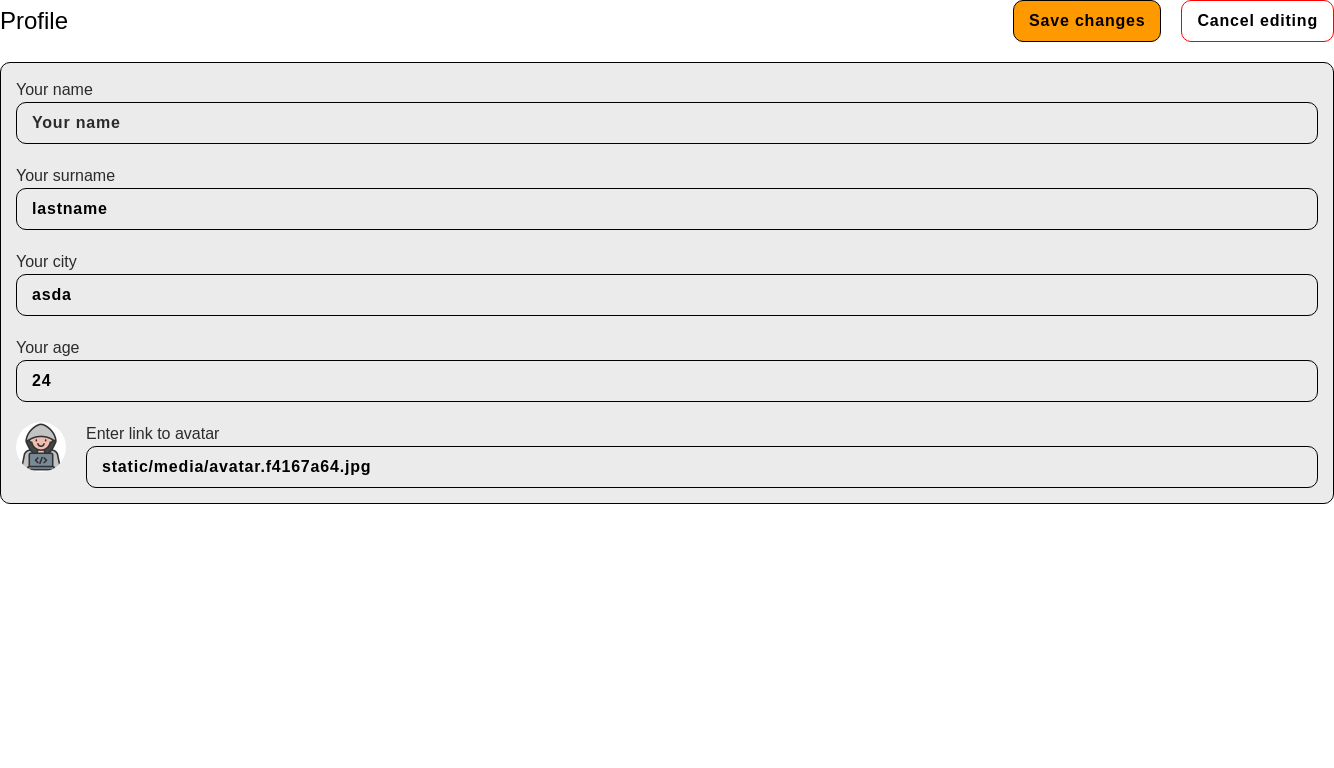 Profile
Save changes
Cancel editing
Your name
Your name
Your surname
lastname
Your city
asda
Your age
24
Enter link to avatar
static/media/avatar.f4167a64.jpg